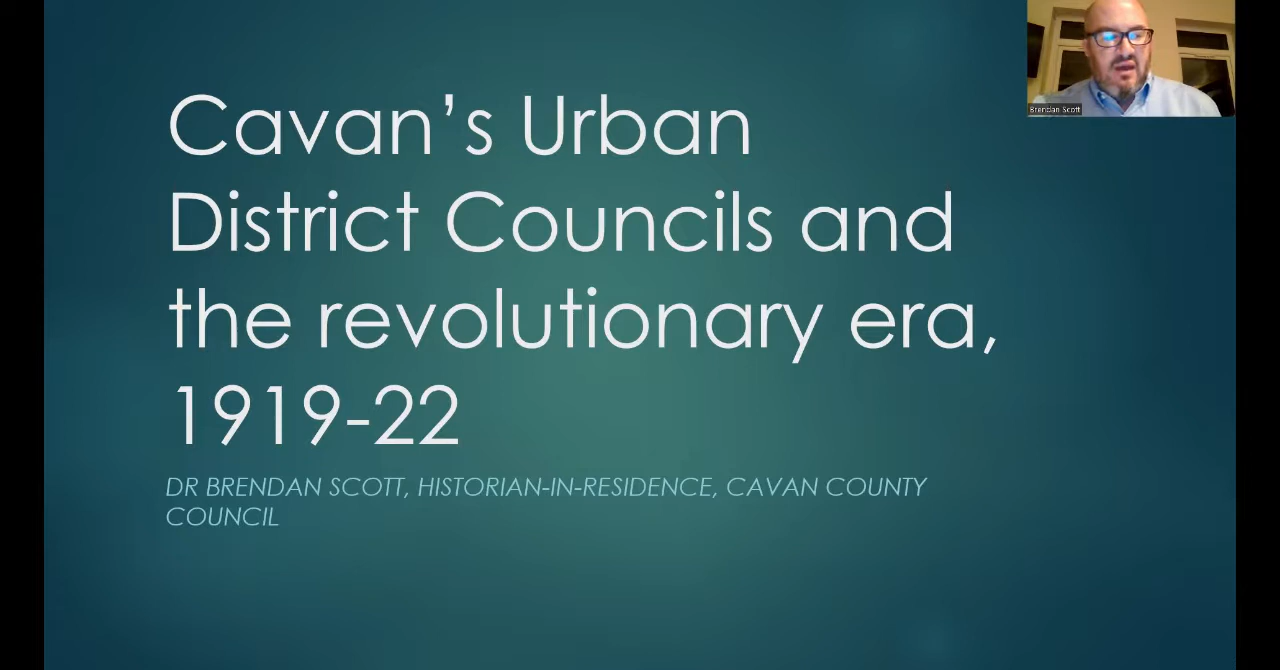 Cavan’s Urban
District Councils and
the revolutionary era,
1919-22
DR BRENDAN SCOTT, HISTORIAN-IN-RESIDENCE, CAVAN COUNTY
COUNCIL
Brendan Scott